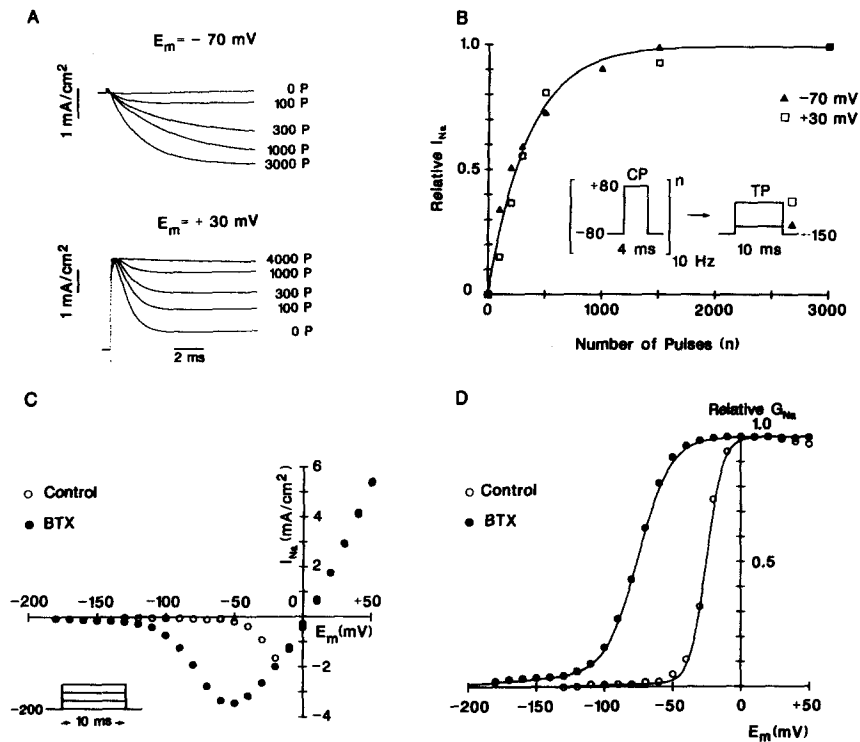 A
E_m = − 70 mV
1 mA/cm²
0 P
100 P
300 P
1000 P
3000 P
E_m = + 30 mV
1 mA/cm²
4000 P
1000 P
300 P
100 P
0 P
2 ms
B
Relative I_Na
1.0
0.5
0
0
1000
2000
3000
Number of Pulses (n)
−70 mV
+30 mV
CP
+80
−80
4 ms
n
10 Hz
TP
−150
10 ms
C
Control
BTX
I_Na (mA/cm²)
6
4
2
0
−2
−4
−200
−150
−100
−50
0
+50
E_m(mV)
−200
10 ms
D
Relative G_Na
1.0
0.5
Control
BTX
−200
−150
−100
−50
0
+50
E_m(mV)